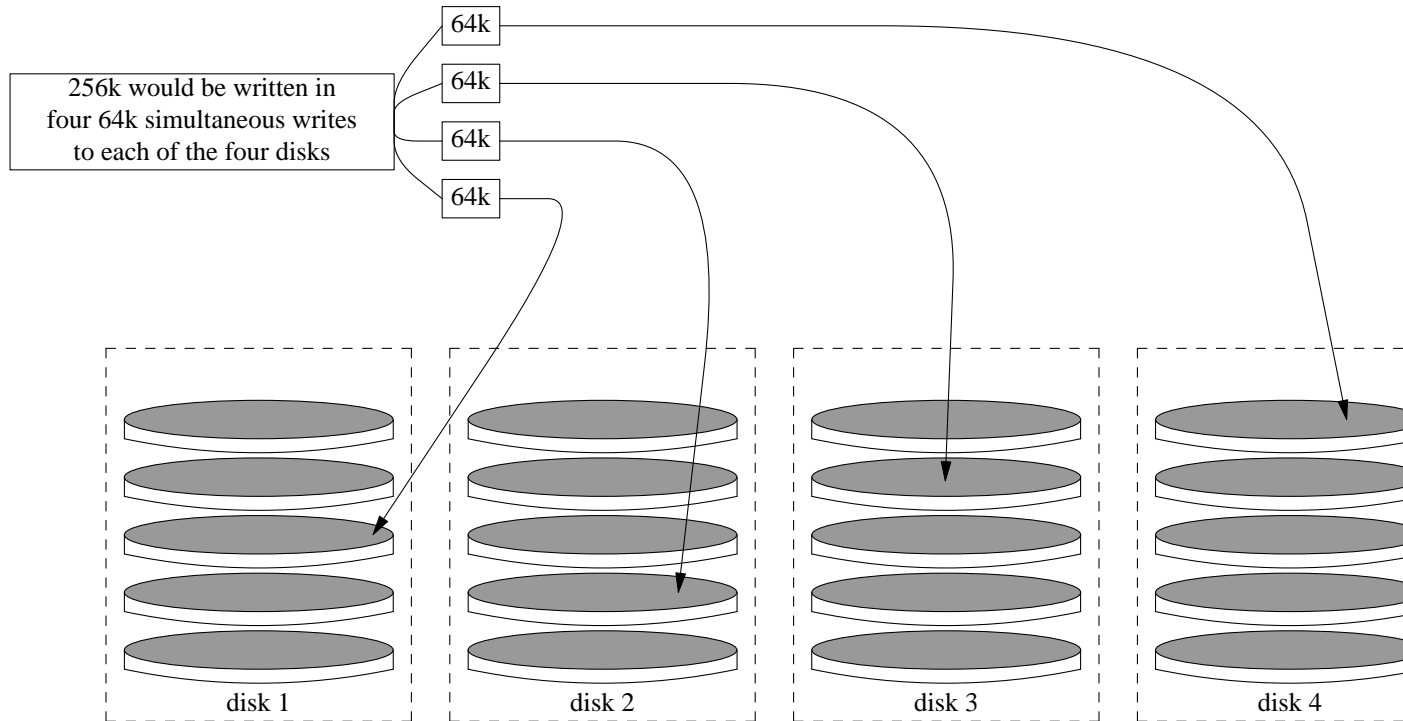 64k
64k
256k would be written in
four 64k simultaneous writes
to each of the four disks
64k
64k
disk 1
disk 2
disk 3
disk 4